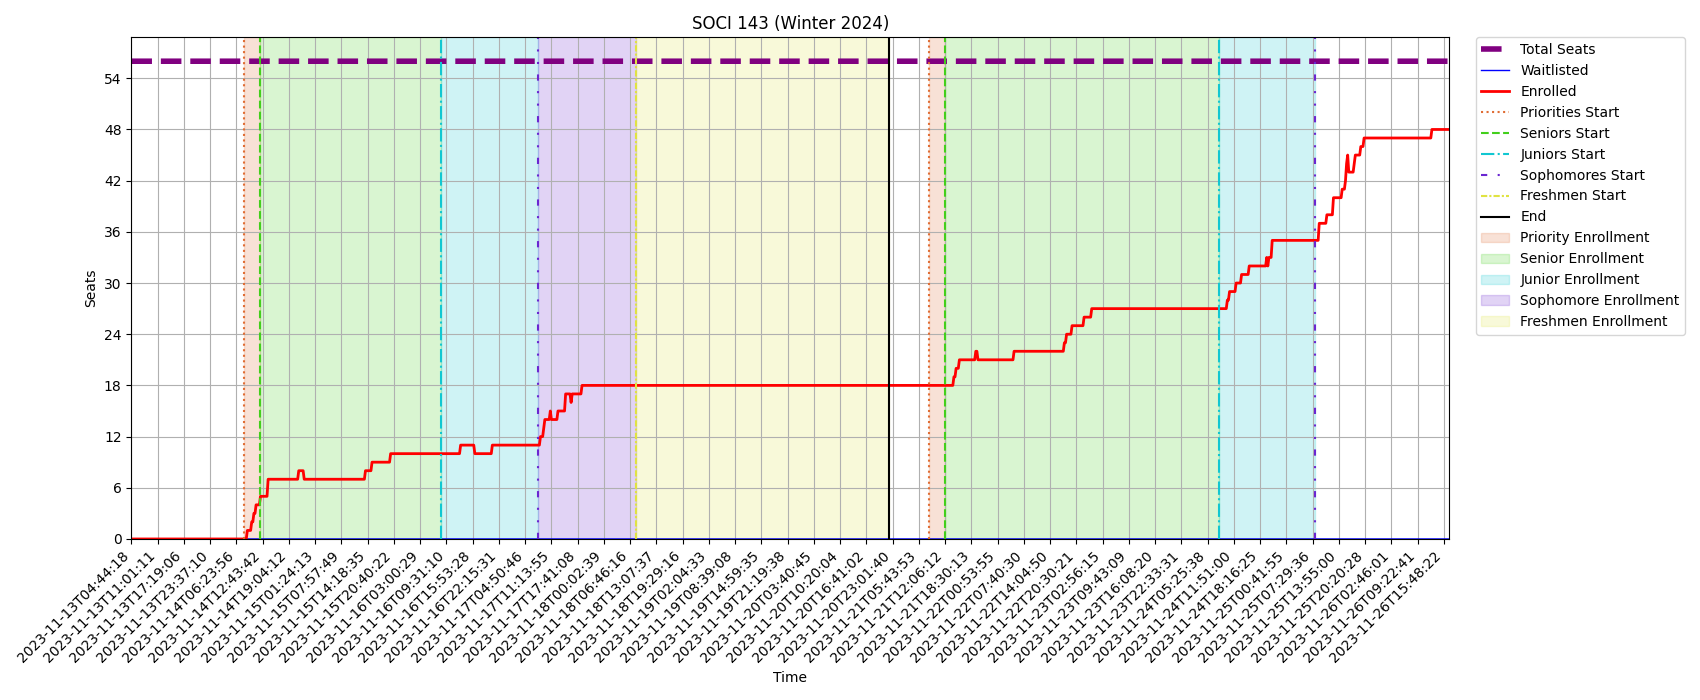 SOCI 143 (Winter 2024)
54
48
42
36
30
24
18
12
6
0
Seats
2023-11-13T04:44:18
2023-11-13T11:01:11
2023-11-13T17:19:06
2023-11-13T23:37:10
2023-11-14T06:23:56
2023-11-14T12:43:42
2023-11-14T19:04:12
2023-11-15T01:24:13
2023-11-15T07:57:49
2023-11-15T14:18:35
2023-11-15T20:40:22
2023-11-16T03:00:29
2023-11-16T09:31:10
2023-11-16T15:53:28
2023-11-16T22:15:31
2023-11-17T04:50:46
2023-11-17T11:13:55
2023-11-17T17:41:08
2023-11-18T00:02:39
2023-11-18T06:46:16
2023-11-18T13:07:37
2023-11-18T19:29:16
2023-11-19T02:04:33
2023-11-19T08:39:08
2023-11-19T14:59:35
2023-11-19T21:19:38
2023-11-20T03:40:45
2023-11-20T10:20:04
2023-11-20T16:41:02
2023-11-20T23:01:40
2023-11-21T05:43:53
2023-11-21T12:06:12
2023-11-21T18:30:13
2023-11-22T00:53:55
2023-11-22T07:40:30
2023-11-22T14:04:50
2023-11-22T20:30:21
2023-11-23T02:56:15
2023-11-23T09:43:09
2023-11-23T16:08:20
2023-11-23T22:33:31
2023-11-24T05:25:38
2023-11-24T11:51:00
2023-11-24T18:16:25
2023-11-25T00:41:55
2023-11-25T07:29:36
2023-11-25T13:55:00
2023-11-25T20:20:28
2023-11-26T02:46:01
2023-11-26T09:22:41
2023-11-26T15:48:22
Time
Total Seats
Waitlisted
Enrolled
Priorities Start
Seniors Start
Juniors Start
Sophomores Start
Freshmen Start
End
Priority Enrollment
Senior Enrollment
Junior Enrollment
Sophomore Enrollment
Freshmen Enrollment